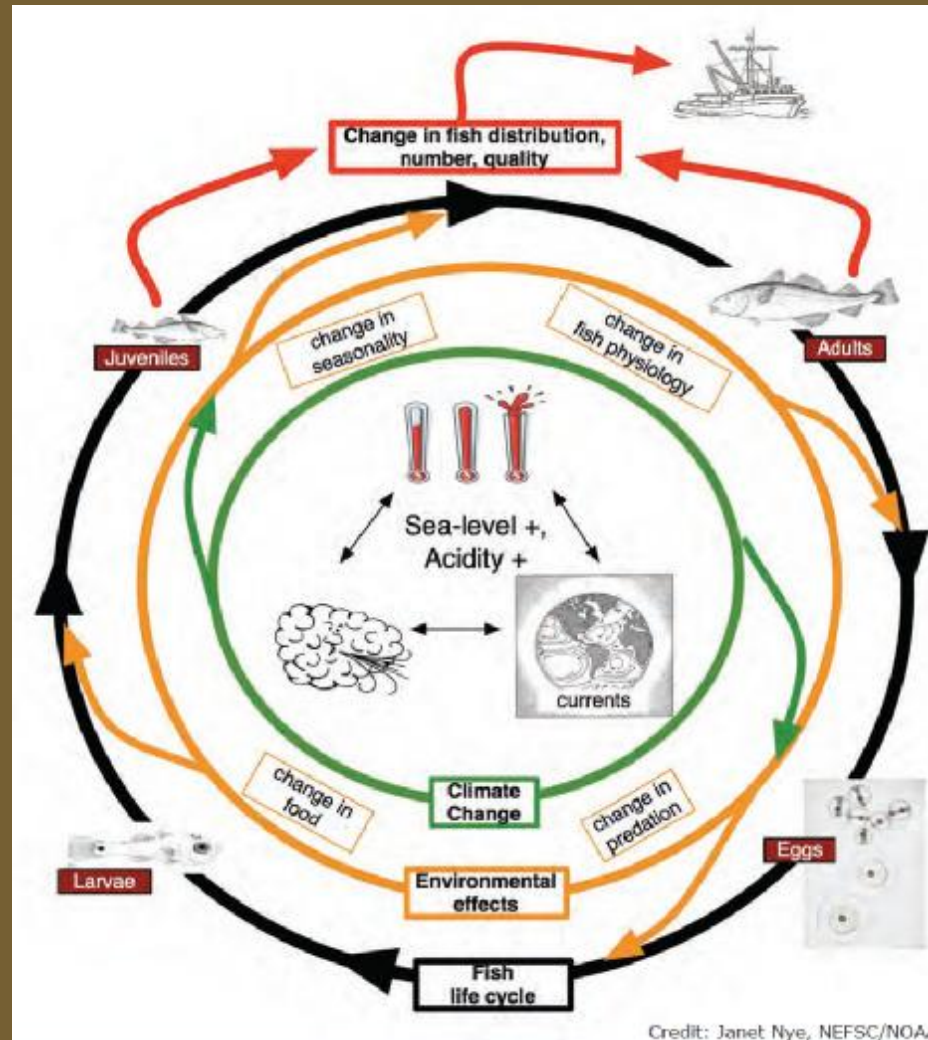 Change in fish distribution,
number, quality
Juveniles
change in
seasonality
change in
fish physiology
Adults
Sea-level +,
Acidity +
currents
Climate
Change
change in
food
change in
predation
Larvae
Eggs
Environmental
effects
Fish
life cycle
Credit: Janet Nye, NEFSC/NOA